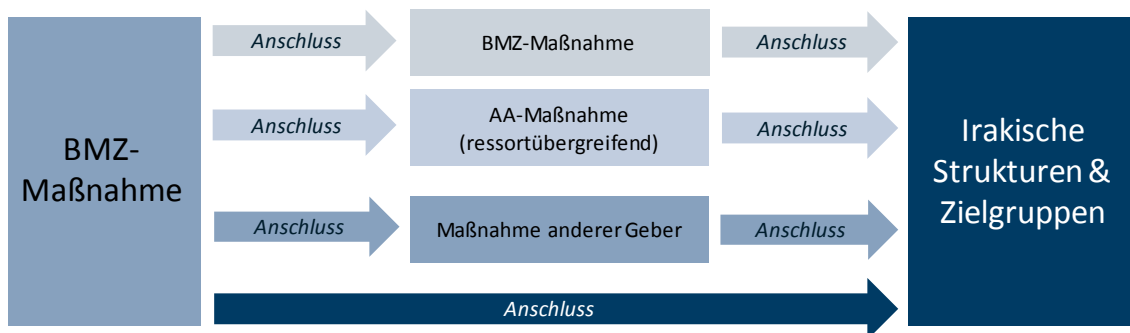 BMZ-
Maßnahme
Anschluss
BMZ-Maßnahme
Anschluss
Anschluss
AA-Maßnahme
(ressortübergreifend)
Anschluss
Anschluss
Maßnahme anderer Geber
Anschluss
Anschluss
Irakische
Strukturen &
Zielgruppen